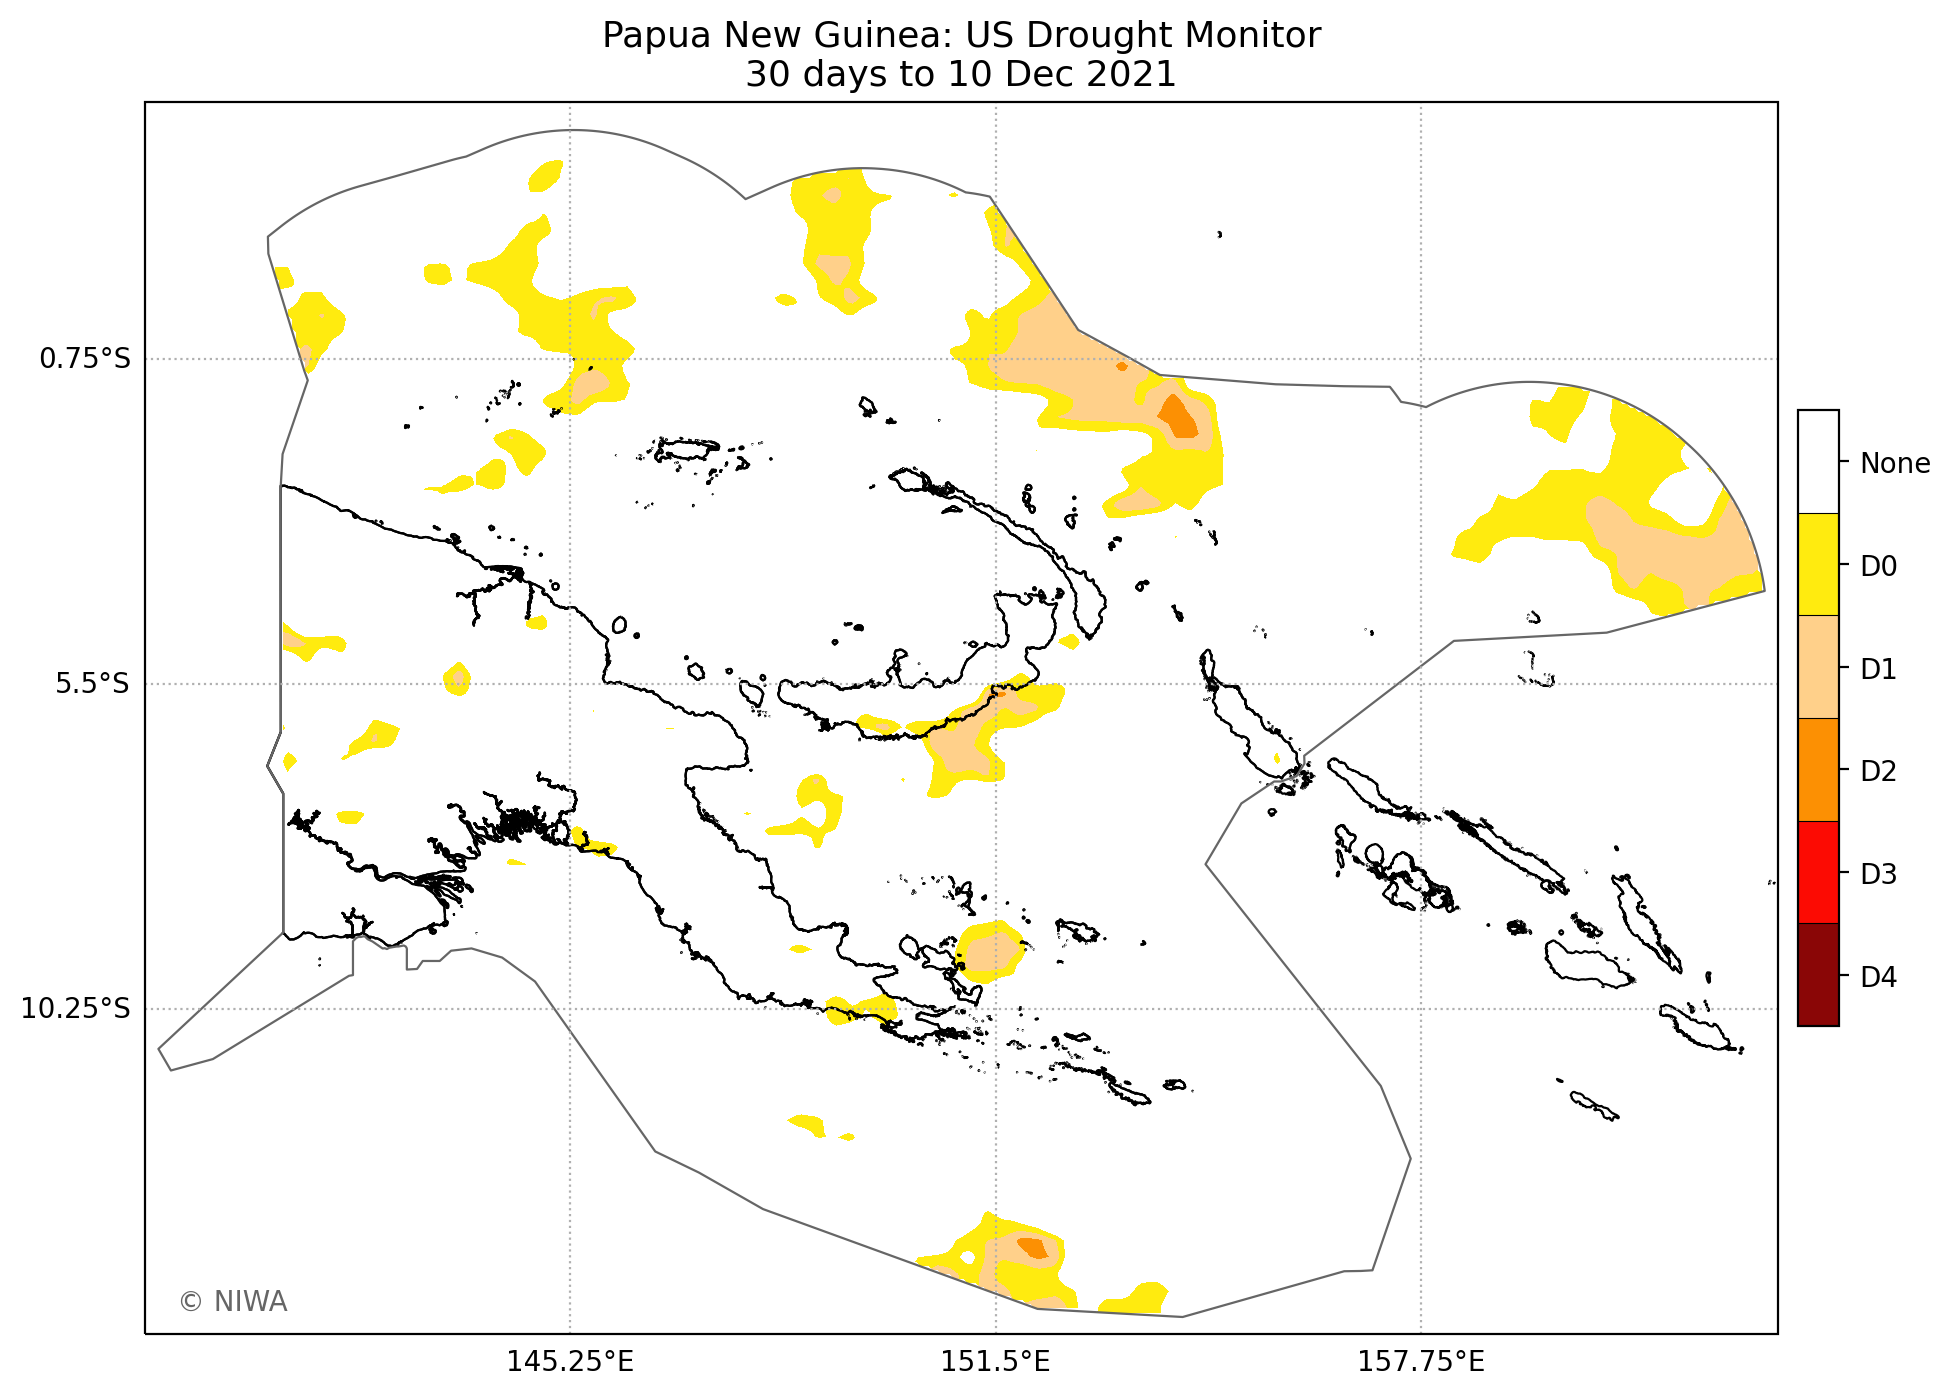 Papua New Guinea: US Drought Monitor
30 days to 10 Dec 2021
0.75°S
5.5°S
10.25°S
145.25°E
151.5°E
157.75°E
None
D0
D1
D2
D3
D4
© NIWA